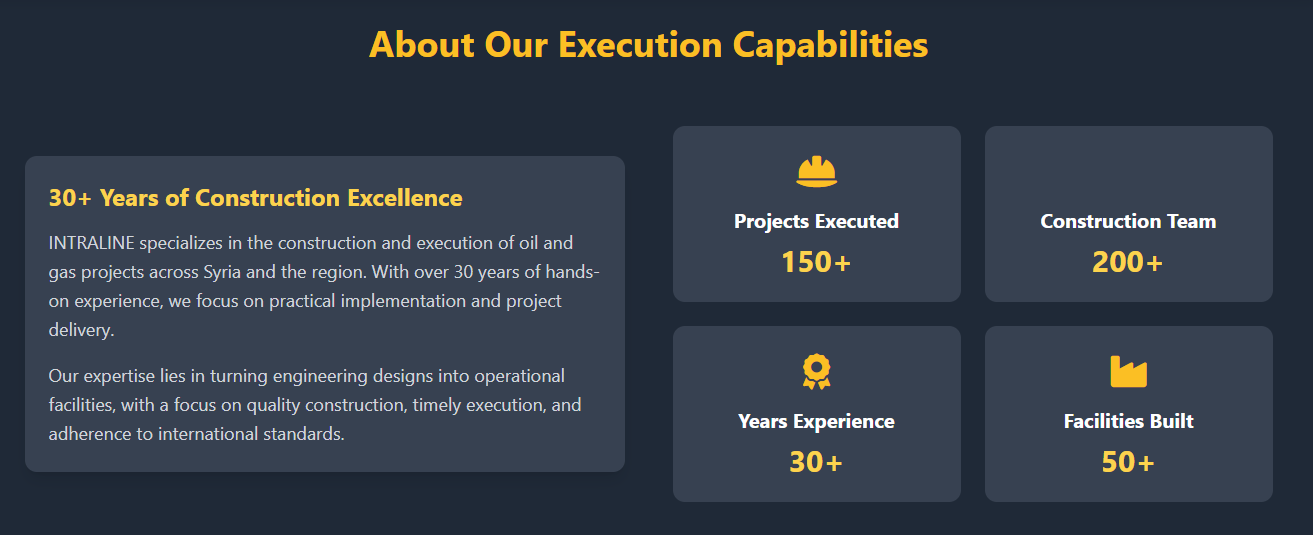 About Our Execution Capabilities
30+ Years of Construction Excellence
INTRALINE specializes in the construction and execution of oil and
gas projects across Syria and the region. With over 30 years of hands-
on experience, we focus on practical implementation and project
delivery.
Our expertise lies in turning engineering designs into operational
facilities, with a focus on quality construction, timely execution, and
adherence to international standards.
Projects Executed
150+
Construction Team
200+
Years Experience
30+
Facilities Built
50+